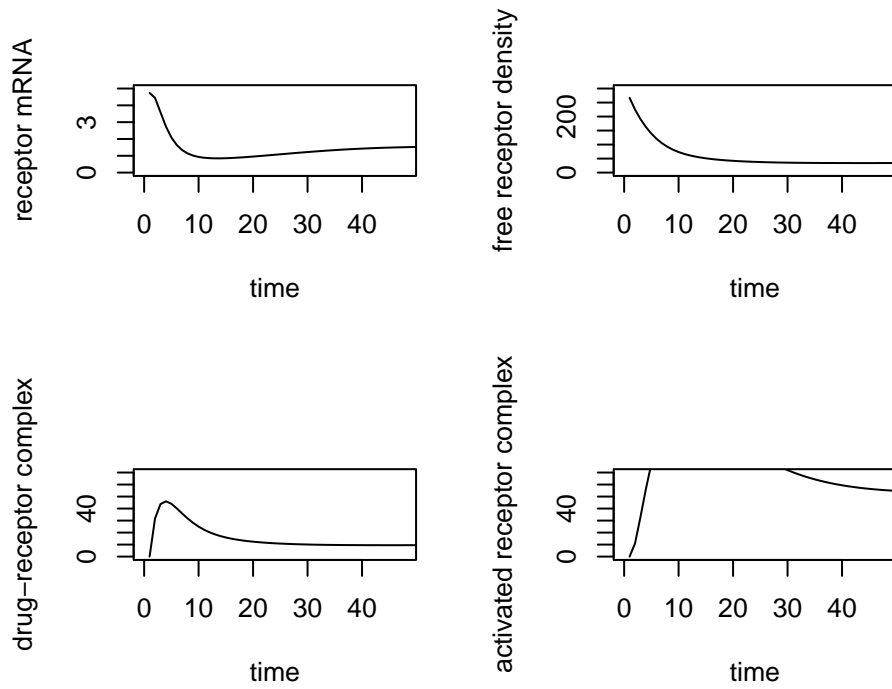 receptor mRNA
0 3
0 10 20 30 40
time
free receptor density
0 200
0 10 20 30 40
time
drug−receptor complex
0 40
0 10 20 30 40
time
activated receptor complex
0 40
0 10 20 30 40
time